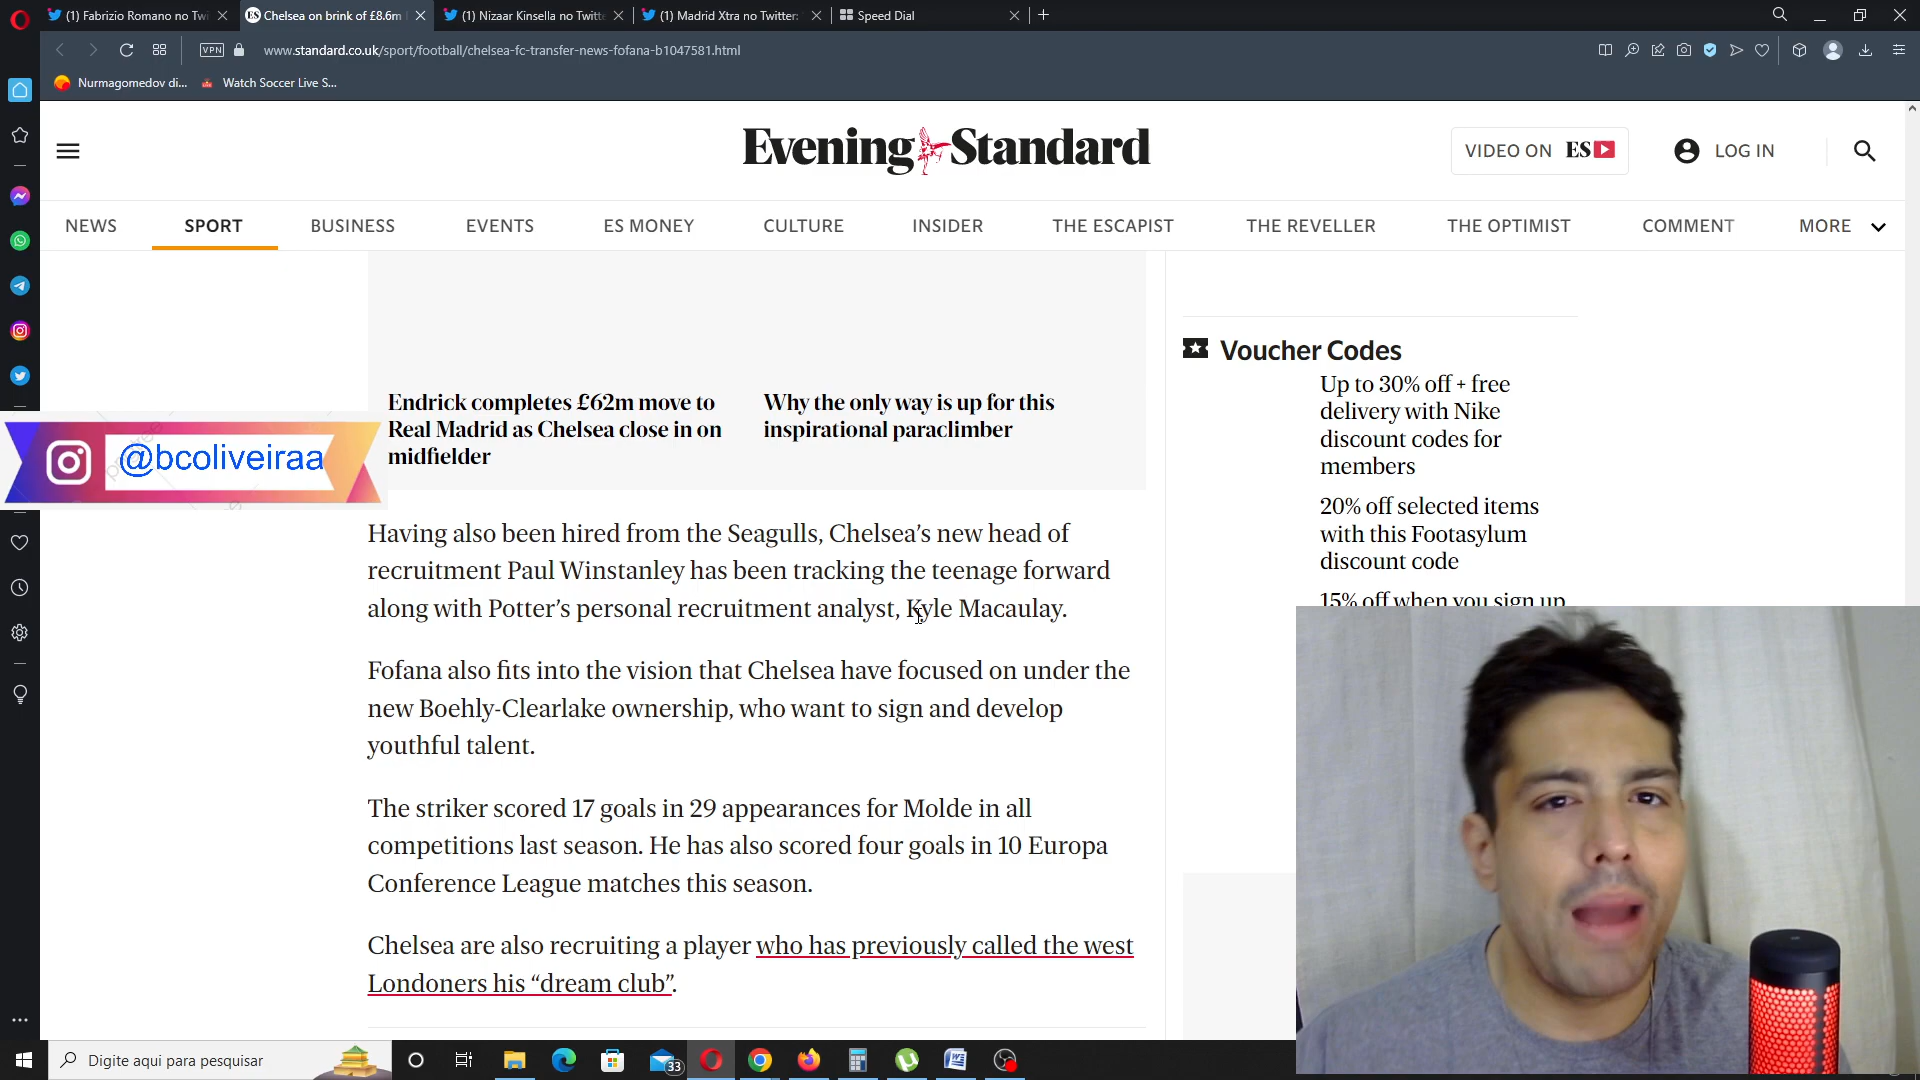 (1) Fabrizio Romano no Twi
Chelsea on brink of £8.6m
(1) Nizaar Kinsella no Twitte
(1) Madrid Xtra no Twitter:
Speed Dial
VPN
www.standard.co.uk/sport/football/chelsea-fc-transfer-news-fofana-b1047581.html
Nurmagomedov di...
Watch Soccer Live S...
Evening Standard
VIDEO ON ES
LOG IN
NEWS
SPORT
BUSINESS
EVENTS
ES MONEY
CULTURE
INSIDER
THE ESCAPIST
THE REVELLER
THE OPTIMIST
COMMENT
MORE
Endrick completes £62m move to
Real Madrid as Chelsea close in on
midfielder
Why the only way is up for this
inspirational paraclimber
@bcoliveiraa
Having also been hired from the Seagulls, Chelsea’s new head of
recruitment Paul Winstanley has been tracking the teenage forward
along with Potter’s personal recruitment analyst, Kyle Macaulay.
Fofana also fits into the vision that Chelsea have focused on under the
new Boehly-Clearlake ownership, who want to sign and develop
youthful talent.
The striker scored 17 goals in 29 appearances for Molde in all
competitions last season. He has also scored four goals in 10 Europa
Conference League matches this season.
Chelsea are also recruiting a player who has previously called the west
Londoners his “dream club”.
Voucher Codes
Up to 30% off + free
delivery with Nike
discount codes for
members
20% off selected items
with this Footasylum
discount code
15% off when you sign up
Digite aqui para pesquisar
33